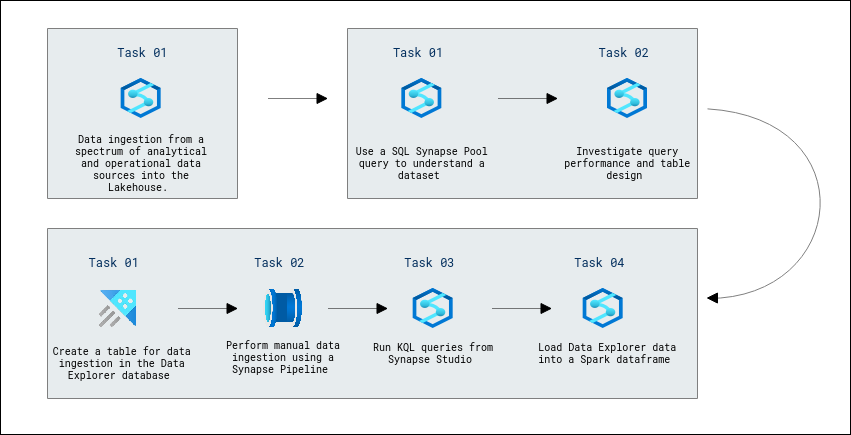 Task 01
Data ingestion from a
spectrum of analytical
and operational data
sources into the
Lakehouse.
Task 01
Use a SQL Synapse Pool
query to understand a
dataset
Task 02
Investigate query
performance and table
design
Task 01
Create a table for data
ingestion in the Data
Explorer database
Task 02
Perform manual data
ingestion using a
Synapse Pipeline
Task 03
Run KQL queries from
Synapse Studio
Task 04
Load Data Explorer data
into a Spark dataframe